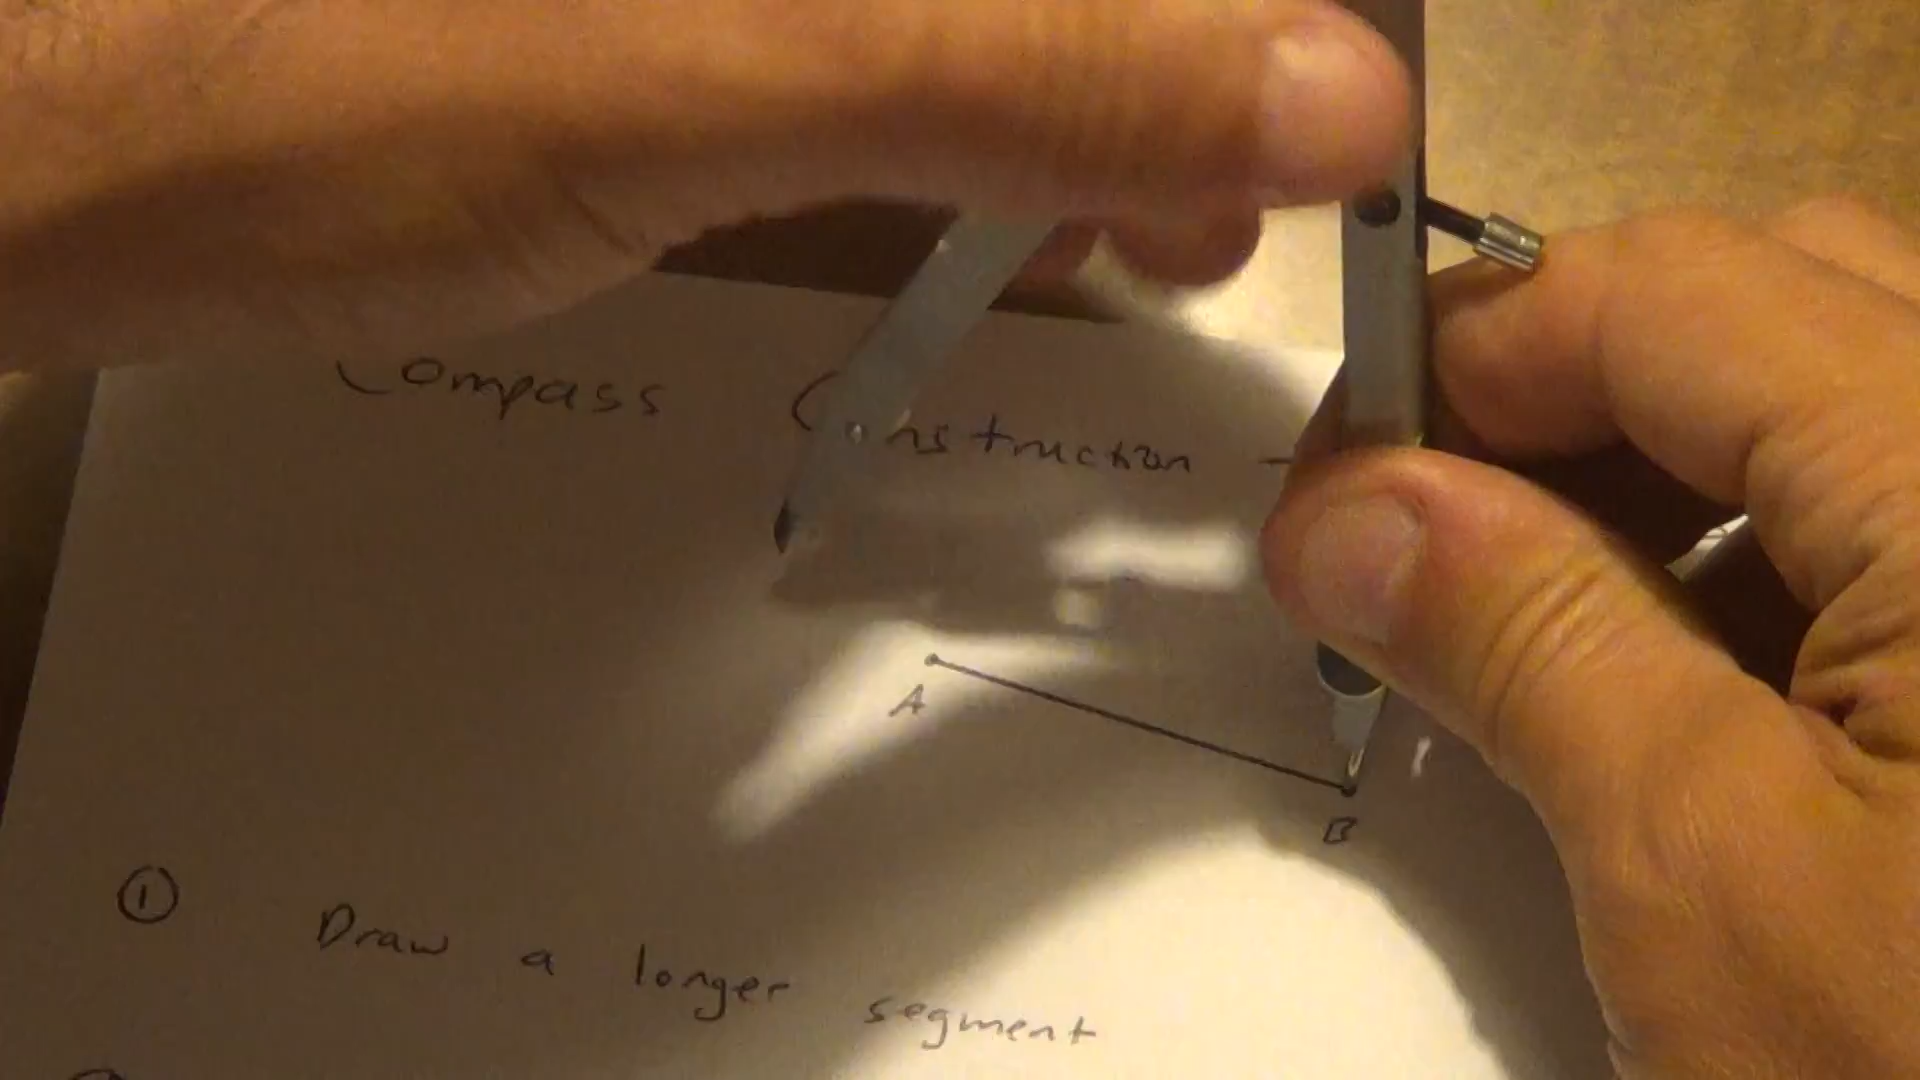 Compass Construction -
A
B
① Draw a longer segment